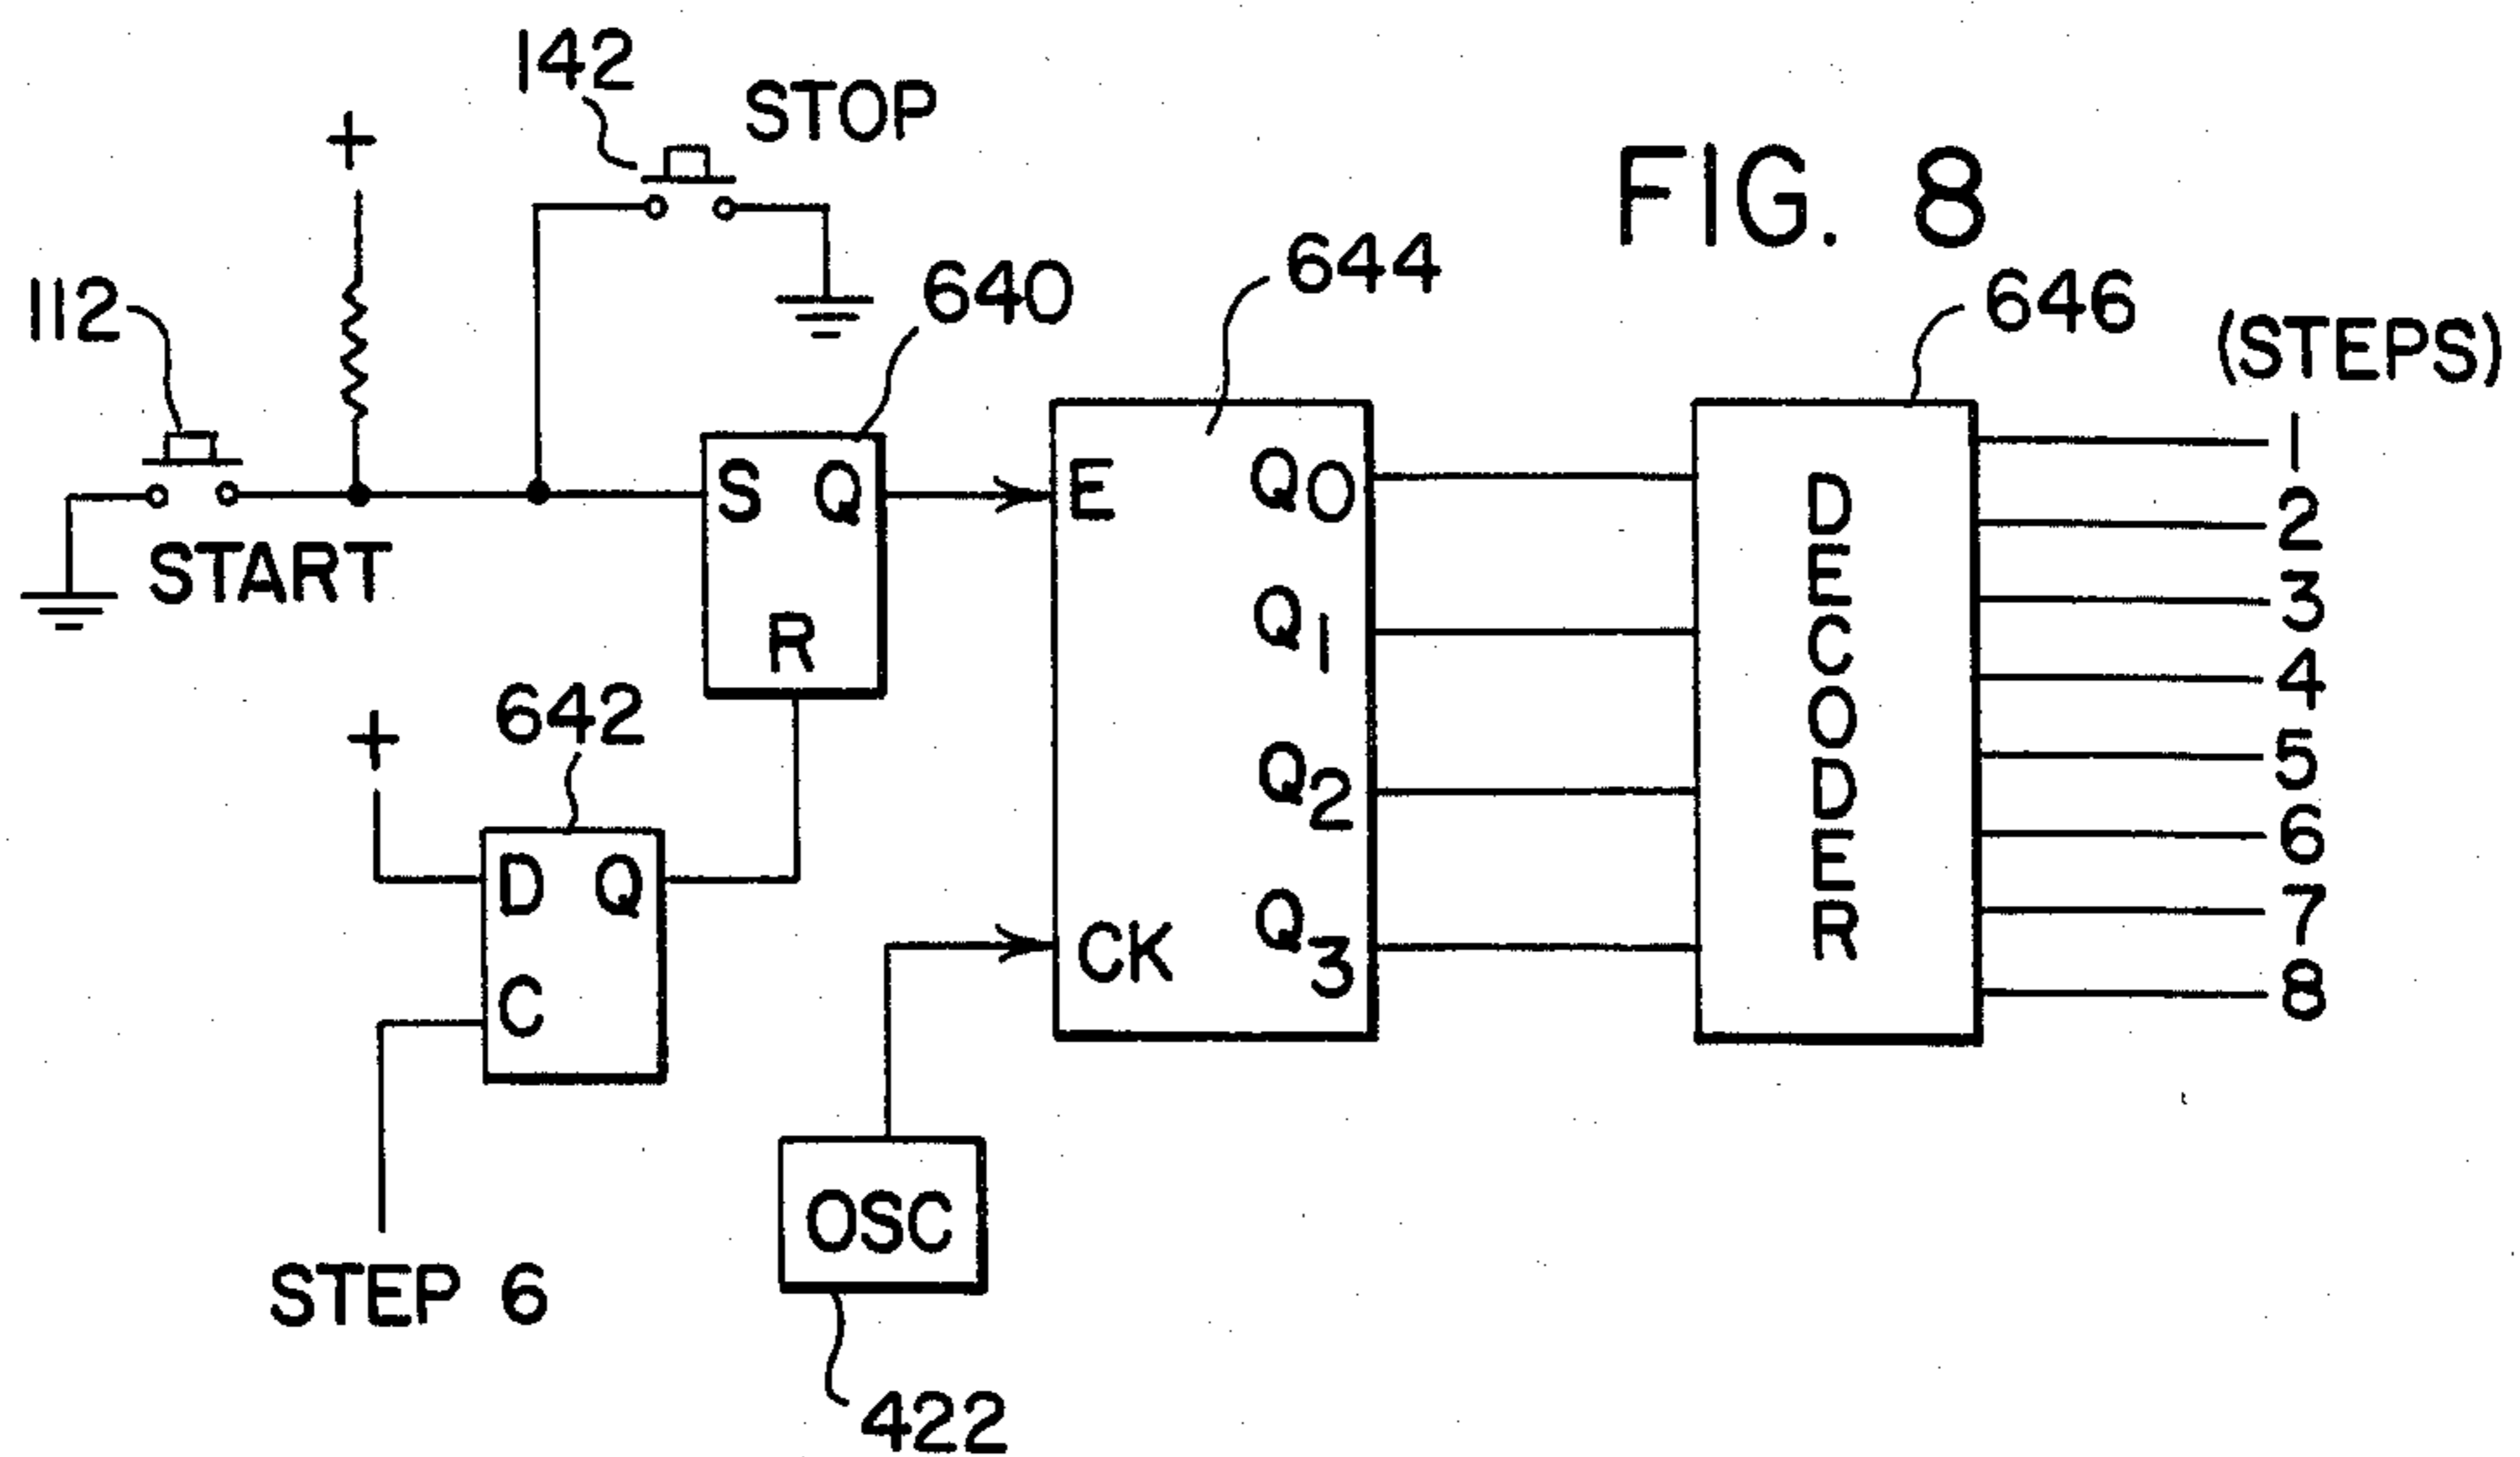 142
STOP
+
FIG. 8
640
644
646
(STEPS)
112
START
S Q
R
E
CK
Q0
Q1
Q2
Q3
DECODER
1
2
3
4
5
6
7
8
+
642
D Q
C
STEP 6
OSC
422